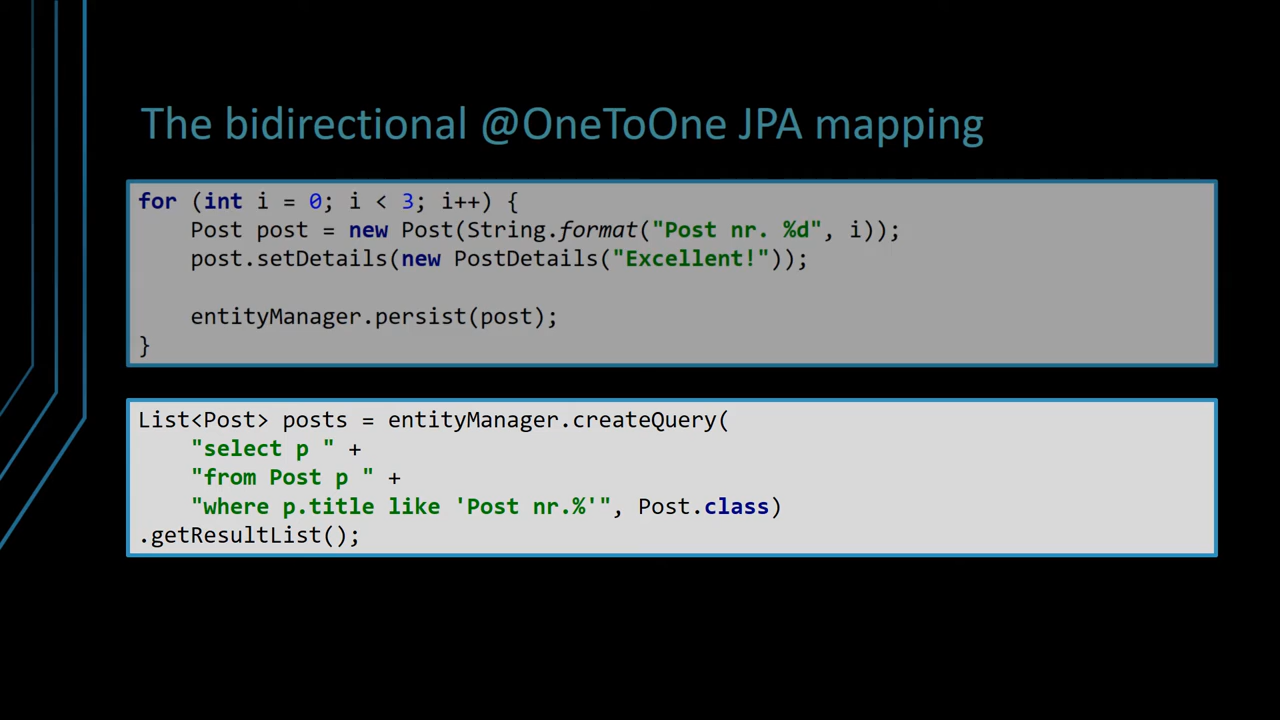 The bidirectional @OneToOne JPA mapping
for (int i = 0; i < 3; i++) {
    Post post = new Post(String.format("Post nr. %d", i));
    post.setDetails(new PostDetails("Excellent!"));

    entityManager.persist(post);
}
List<Post> posts = entityManager.createQuery(
    "select p " +
    "from Post p " +
    "where p.title like 'Post nr.%'", Post.class)
.getResultList();